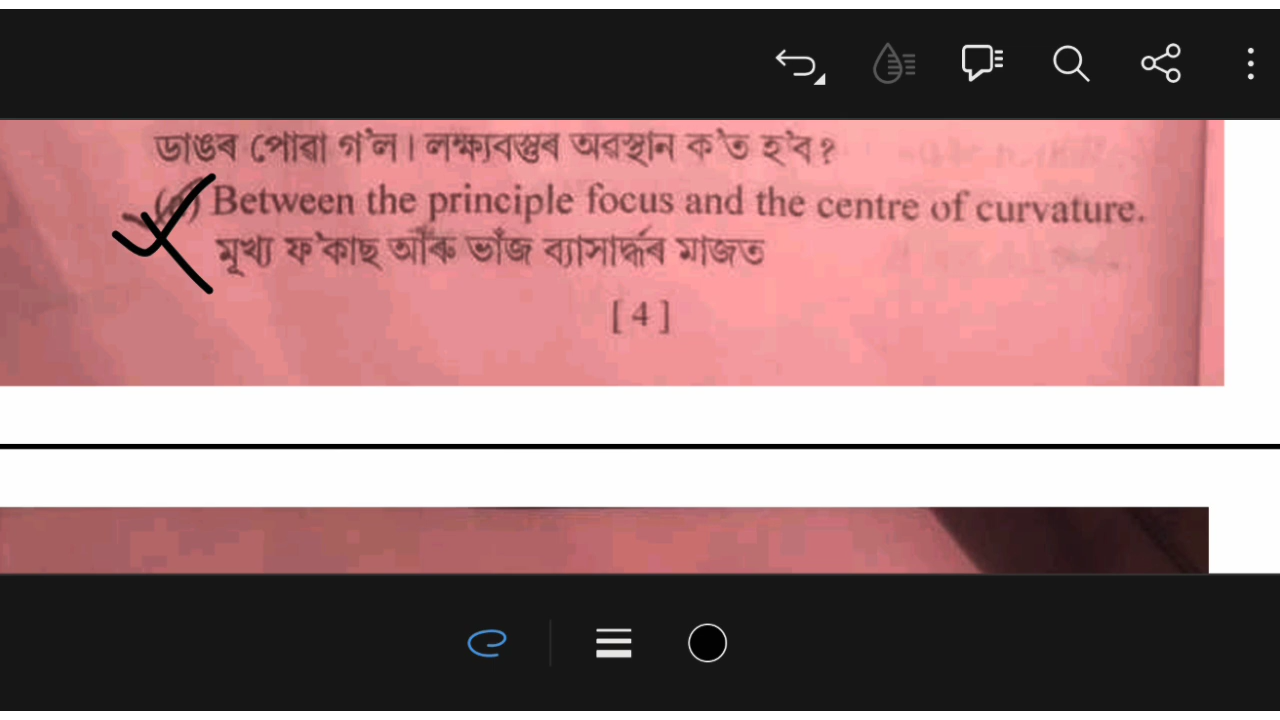 ডাঙৰ পোৱা গ'ল। লক্ষ্যবস্তুৰ অৱস্থান ক'ত হ'ব?
(a) Between the principle focus and the centre of curvature.
মূখ্য ফ'কাছ আঁৰু ভাঁজ ব্যাসাৰ্দ্ধৰ মাজত
[ 4 ]